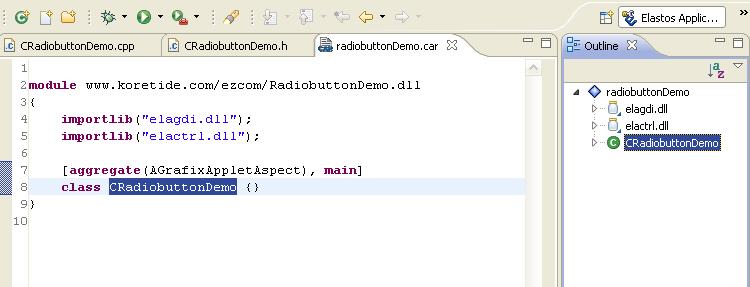 Elastos Applic...
CRadiobuttonDemo.cpp
CRadiobuttonDemo.h
radiobuttonDemo.car
Outline
1
2 module www.koretide.com/ezcom/RadiobuttonDemo.dll
3 {
4 importlib("elagdi.dll");
5 importlib("elactrl.dll");
6
7 [aggregate(AGrafixAppletAspect), main]
8 class CRadiobuttonDemo {}
9 }
10
radiobuttonDemo
elagdi.dll
elactrl.dll
CRadiobuttonDemo